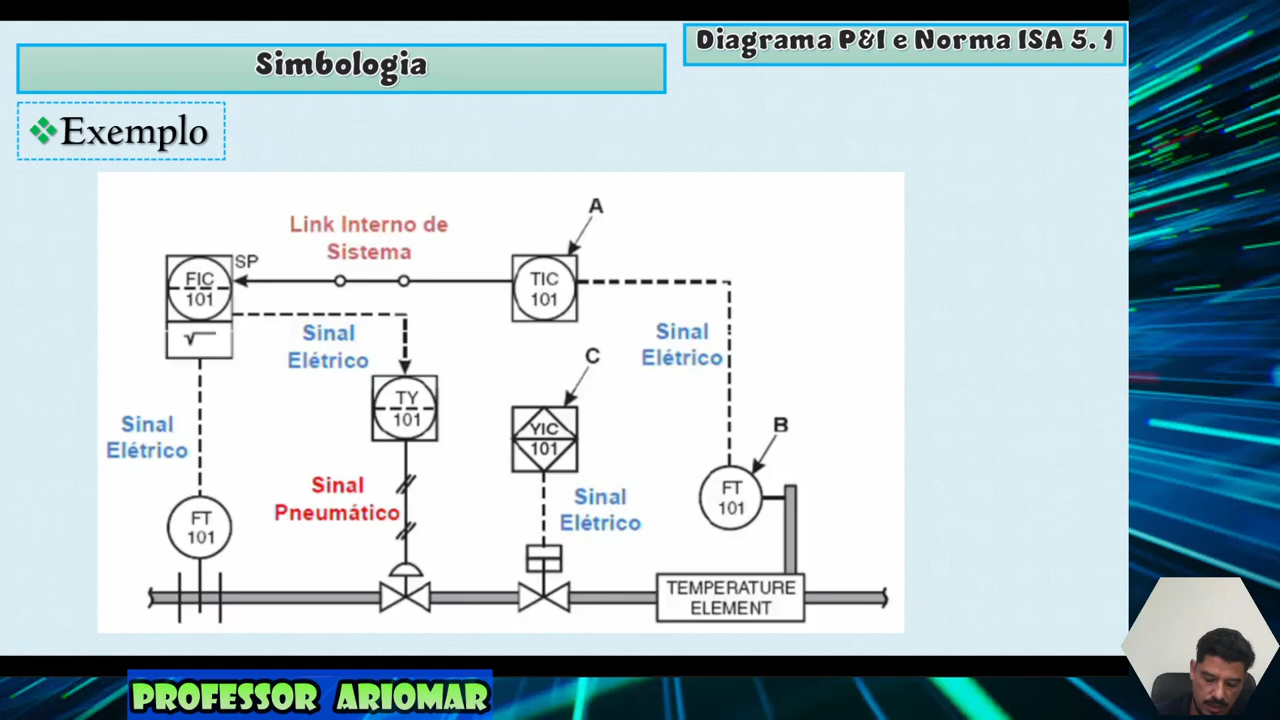 Diagrama P&I e Norma ISA 5.1
Simbologia
Exemplo
A
Link Interno de
Sistema
FIC
101
SP
TIC
101
√
Sinal
Elétrico
Sinal
Elétrico
C
TY
101
YIC
101
B
Sinal
Elétrico
Sinal
Pneumático
Sinal
Elétrico
FT
101
FT
101
TEMPERATURE
ELEMENT
PROFESSOR ARIOMAR